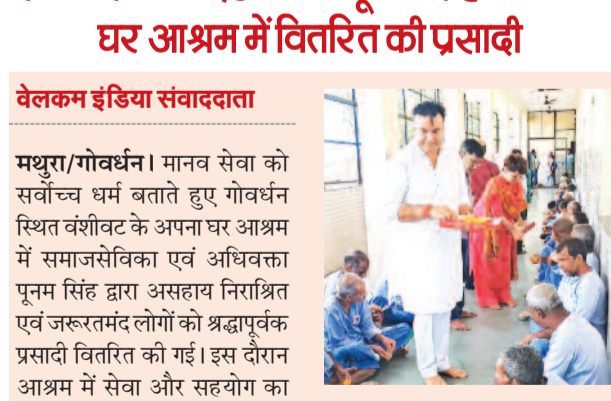 घर आश्रम में वितरित की प्रसादी
वेलकम इंडिया संवाददाता
मथुरा/गोवर्धन। मानव सेवा को
सर्वोच्च धर्म बताते हुए गोवर्धन
स्थित वंशीवट के अपना घर आश्रम
में समाजसेविका एवं अधिवक्ता
पूनम सिंह द्वारा असहाय निराश्रित
एवं जरूरतमंद लोगों को श्रद्धापूर्वक
प्रसादी वितरित की गई। इस दौरान
आश्रम में सेवा और सहयोग का